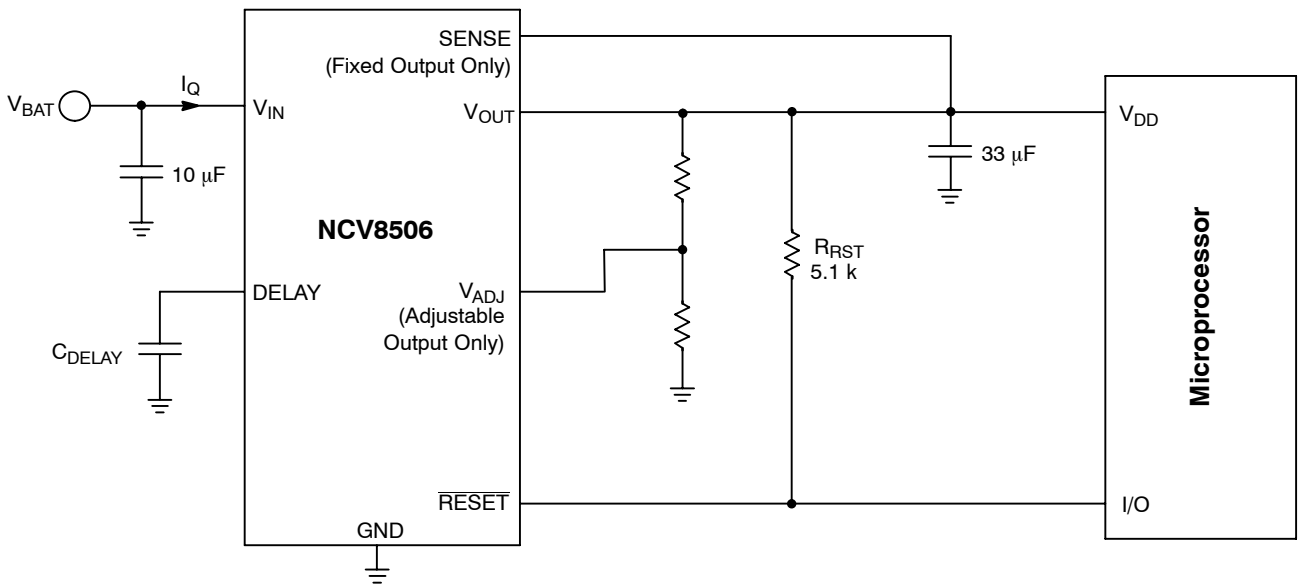 SENSE
(Fixed Output Only)
V_BAT
I_Q
V_IN
V_OUT
V_DD
10 μF
33 μF
NCV8506
R_RST
5.1 k
DELAY
V_ADJ
(Adjustable
Output Only)
C_DELAY
Microprocessor
RESET
I/O
GND